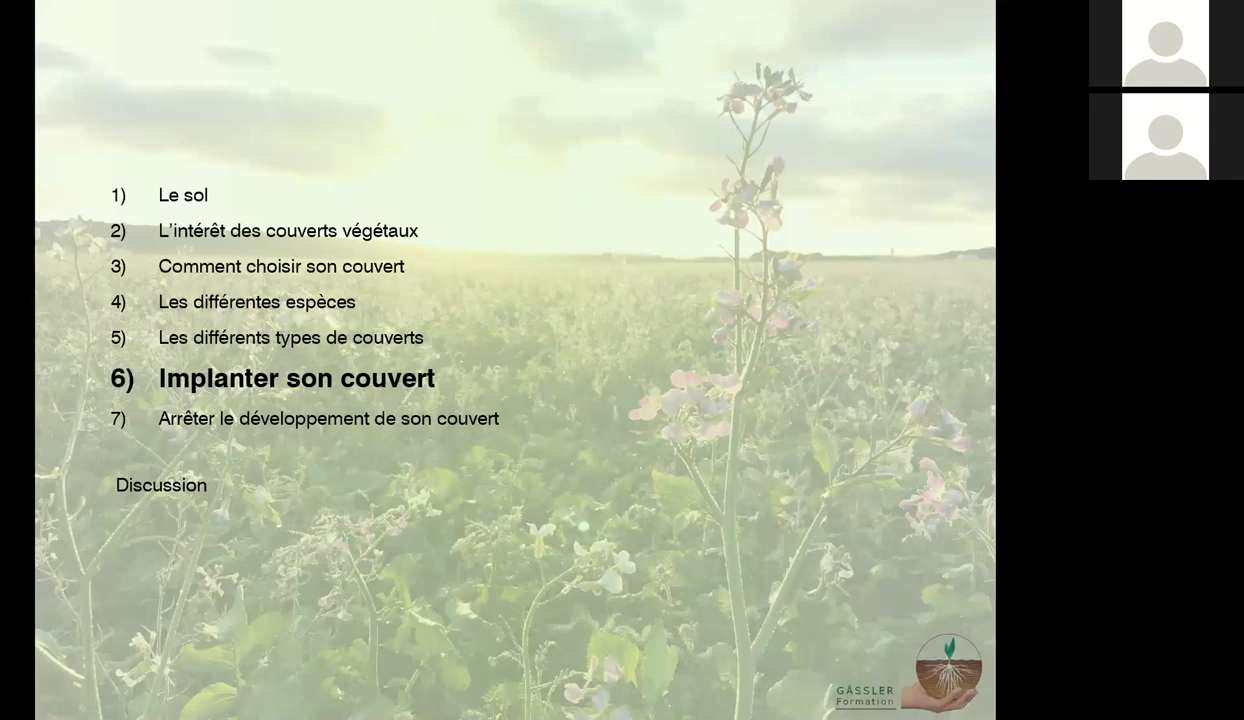 1) Le sol
2) L’intérêt des couverts végétaux
3) Comment choisir son couvert
4) Les différentes espèces
5) Les différents types de couverts
6) Implanter son couvert
7) Arrêter le développement de son couvert
Discussion
GÄSSLER
Formation